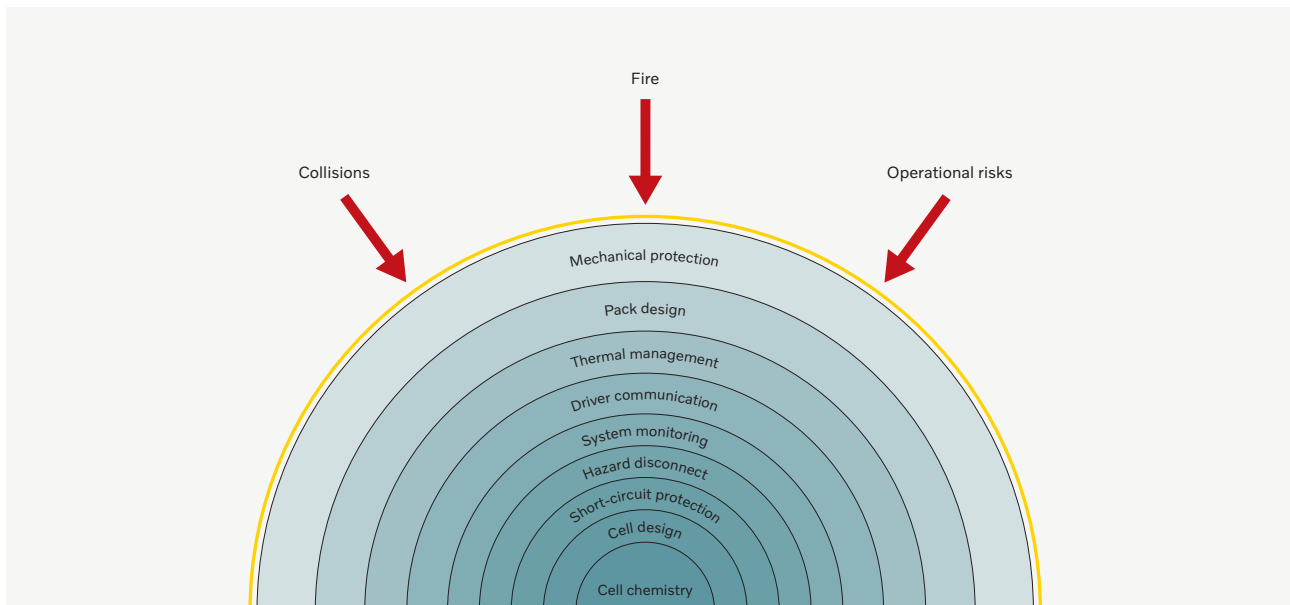 Fire
Collisions
Operational risks
Mechanical protection
Pack design
Thermal management
Driver communication
System monitoring
Hazard disconnect
Short-circuit protection
Cell design
Cell chemistry